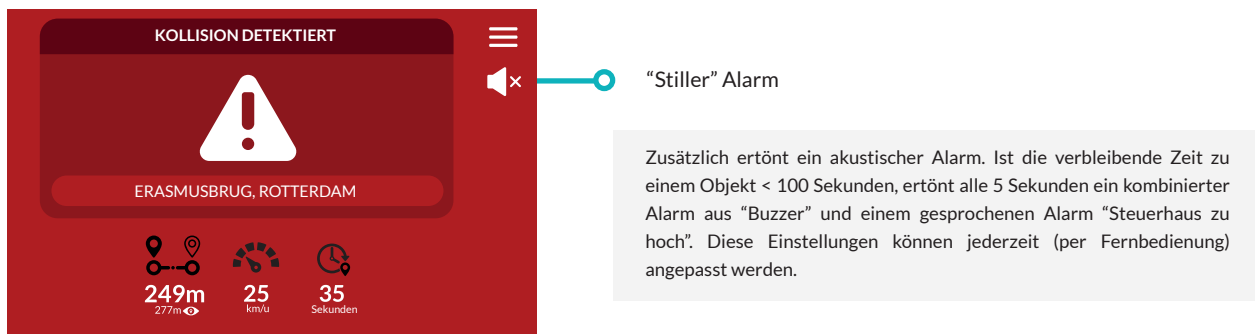 KOLLISION DETEKTIERT
ERASMUSBRUG, ROTTERDAM
249m
277m
25
km/u
35
Sekunden
“Stiller” Alarm
Zusätzlich ertönt ein akustischer Alarm. Ist die verbleibende Zeit zu
einem Objekt < 100 Sekunden, ertönt alle 5 Sekunden ein kombinierter
Alarm aus “Buzzer” und einem gesprochenen Alarm “Steuerhaus zu
hoch”. Diese Einstellungen können jederzeit (per Fernbedienung)
angepasst werden.